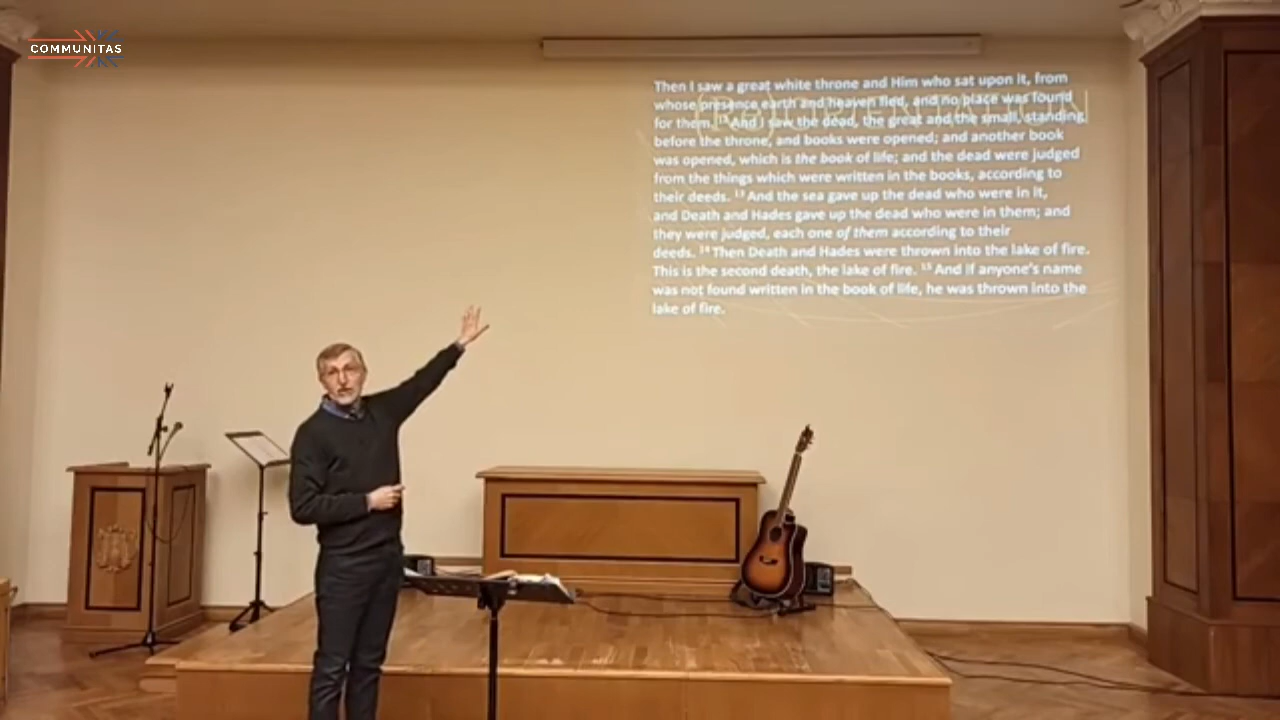 COMMUNITAS
Then I saw a great white throne and Him who sat upon it, from
whose presence earth and heaven fled, and no place was found
for them. 12 And I saw the dead, the great and the small, standing
before the throne, and books were opened; and another book
was opened, which is the book of life; and the dead were judged
from the things which were written in the books, according to
their deeds. 13 And the sea gave up the dead who were in it,
and Death and Hades gave up the dead who were in them; and
they were judged, each one of them according to their
deeds. 14 Then Death and Hades were thrown into the lake of fire.
This is the second death, the lake of fire. 15 And if anyone's name
was not found written in the book of life, he was thrown into the
lake of fire.
(Re)ORIENTATION